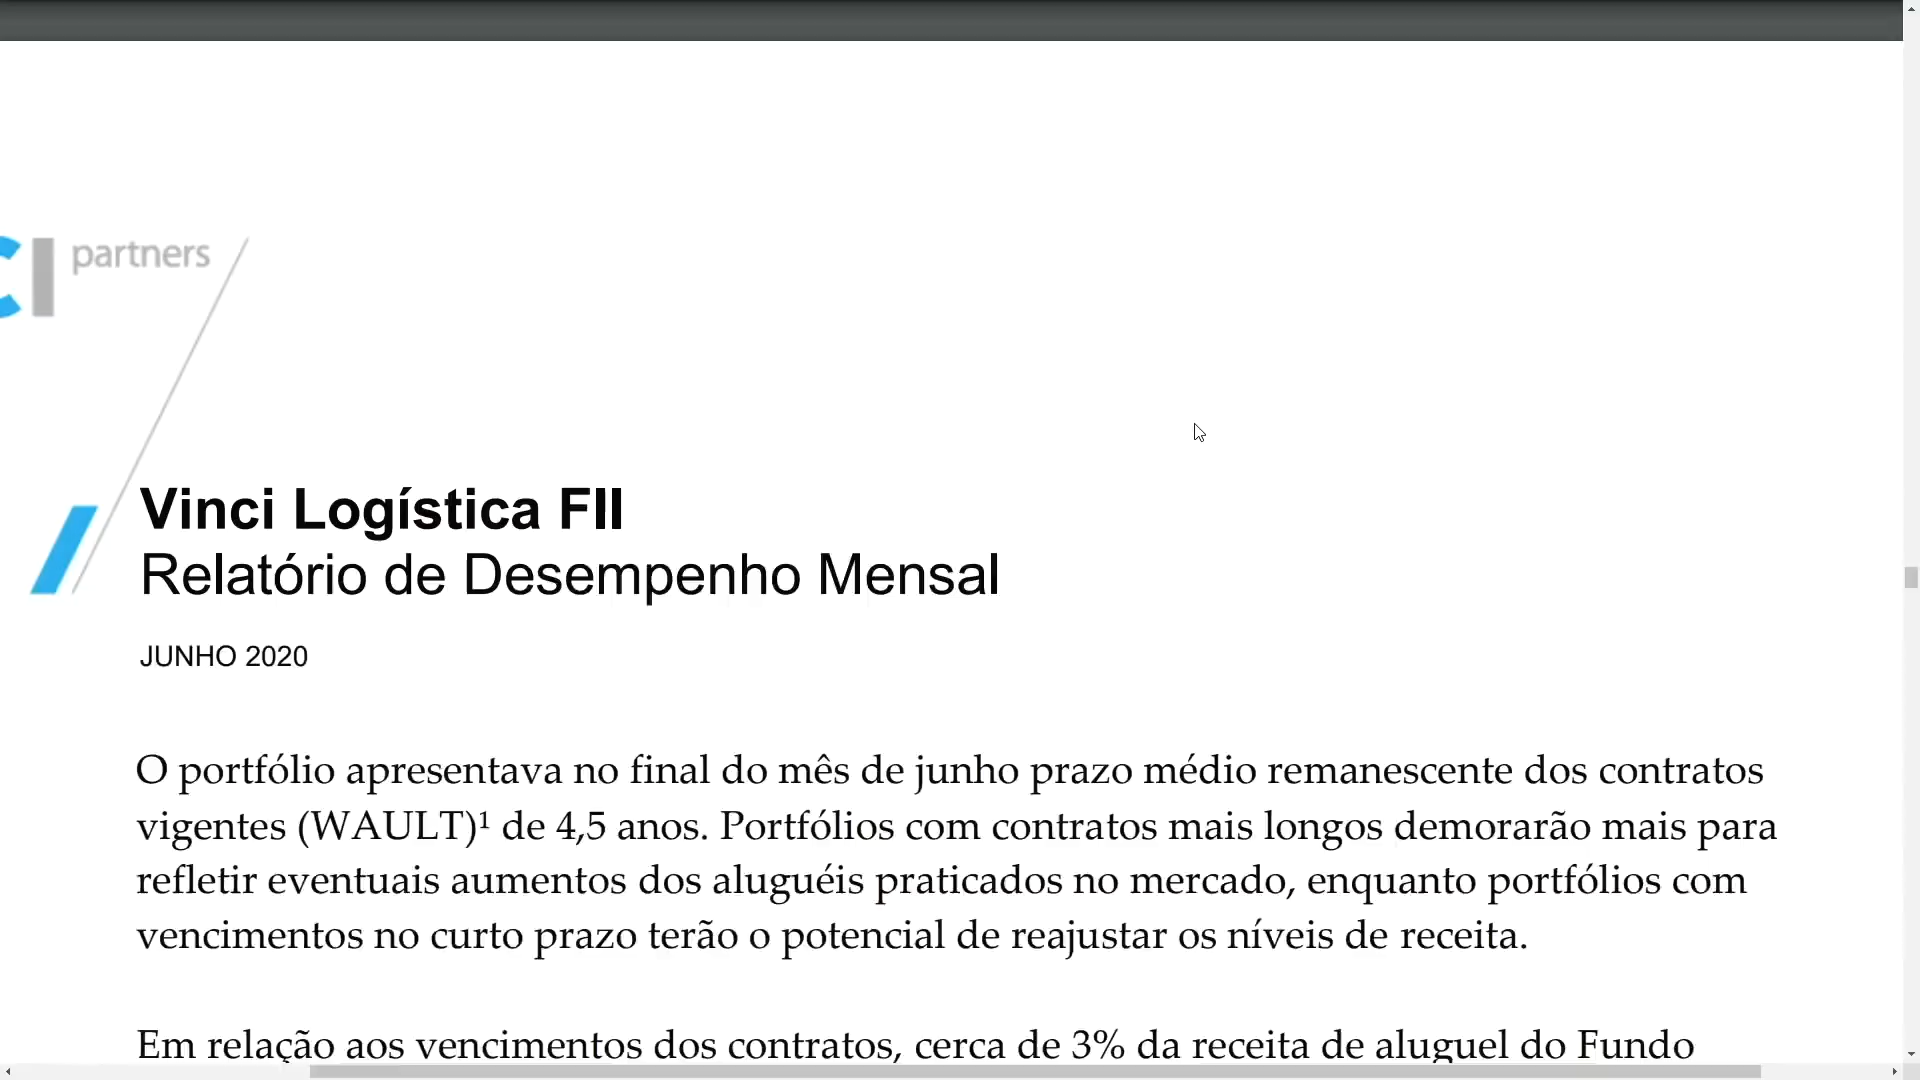 CI partners
Vinci Logística FII
Relatório de Desempenho Mensal
JUNHO 2020
O portfólio apresentava no final do mês de junho prazo médio remanescente dos contratos
vigentes (WAULT)¹ de 4,5 anos. Portfólios com contratos mais longos demorarão mais para
refletir eventuais aumentos dos aluguéis praticados no mercado, enquanto portfólios com
vencimentos no curto prazo terão o potencial de reajustar os níveis de receita.
Em relação aos vencimentos dos contratos, cerca de 3% da receita de aluguel do Fundo